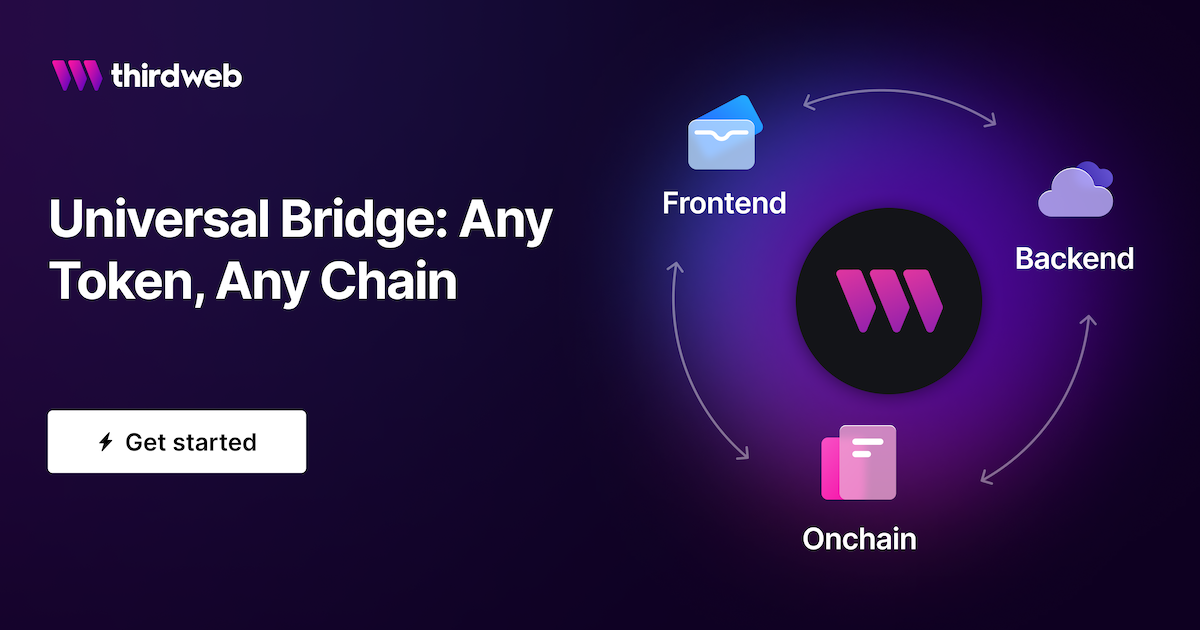 thirdweb
Universal Bridge: Any
Token, Any Chain
Get started
Frontend
Backend
Onchain